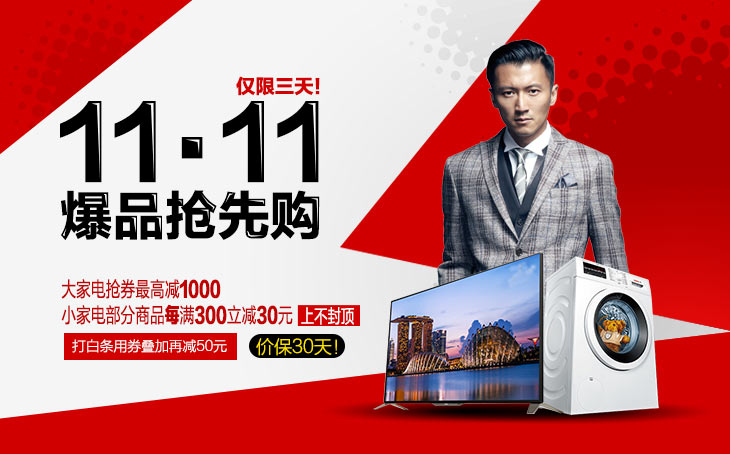 仅限三天!
11·11
爆品抢先购
大家电抢券最高减1000
小家电部分商品每满300立减30元 上不封顶
打白条用券叠加再减50元 价保30天!